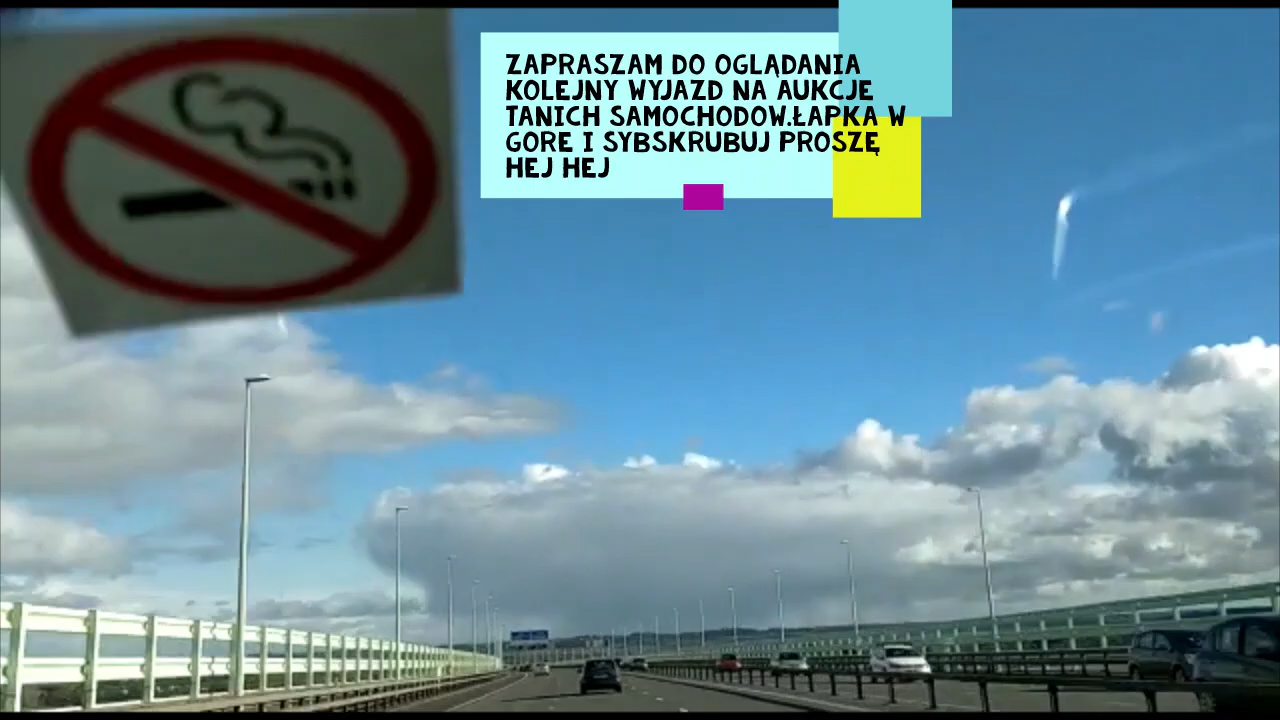 ZAPRASZAM DO OGLĄDANIA
KOLEJNY WYJAZD NA AUKCJE
TANICH SAMOCHODOW.ŁAPKA W
GORE I SYBSKRUBUJ PROSZĘ
HEJ HEJ